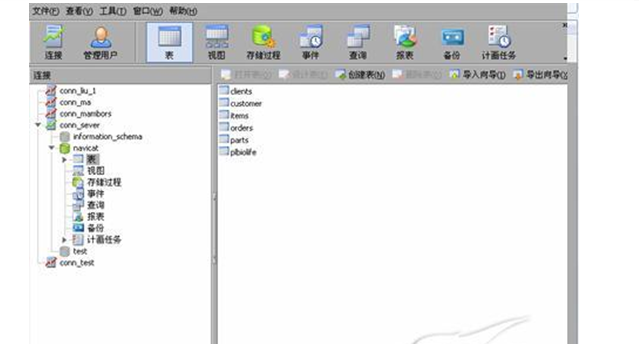 文件(F) 查看(V) 工具(T) 窗口(W) 帮助(H)
连接 管理用户 表 视图 存储过程 事件 查询 报表 备份 计画任务
连接
打开表(O) 设计表(D) 创建表(N) 删除表(D) 导入向导(I) 导出向导(X)
conn_liu_1
conn_ma
conn_mambors
conn_sever
information_schema
navicat
表
视图
存储过程
事件
查询
报表
备份
计画任务
test
conn_test
clients
customer
items
orders
parts
plbiolife